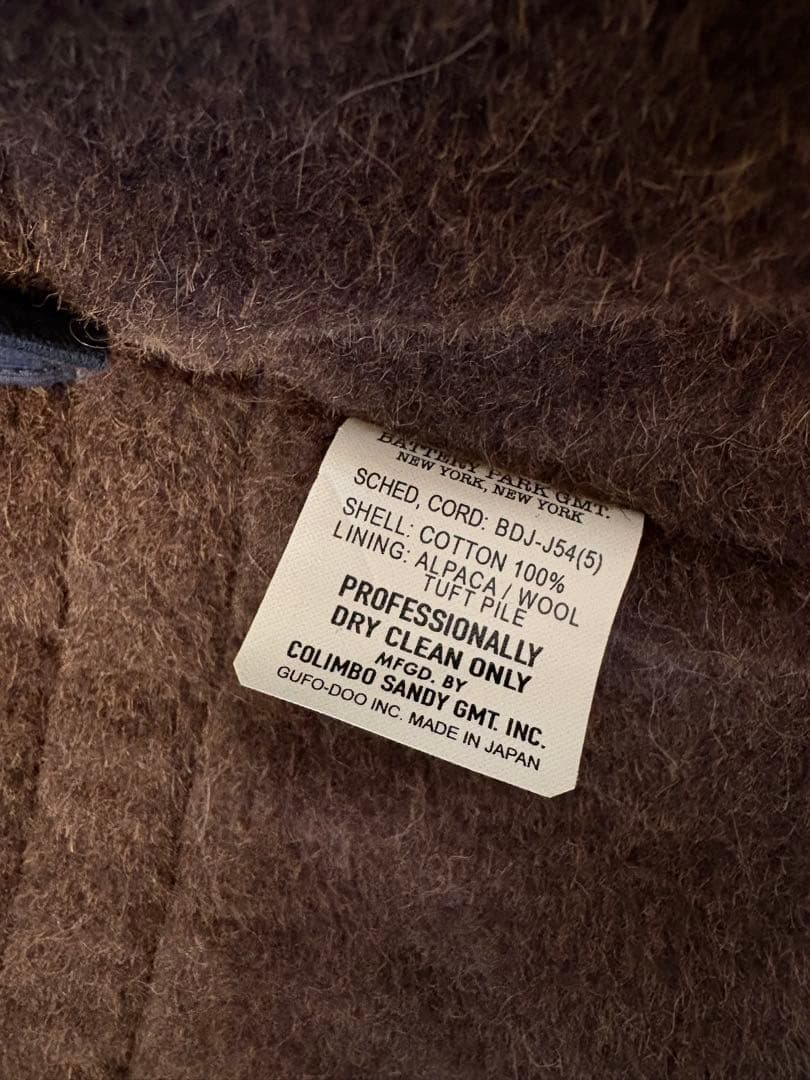 BATTERY PARK GMT.
NEW YORK, NEW YORK
SCHED, CORD: BDJ-J54(5)
SHELL: COTTON 100%
LINING: ALPACA / WOOL
TUFT PILE
PROFESSIONALLY
DRY CLEAN ONLY
MFGD. BY
COLIMBO SANDY GMT. INC.
GUFO-DOO INC. MADE IN JAPAN